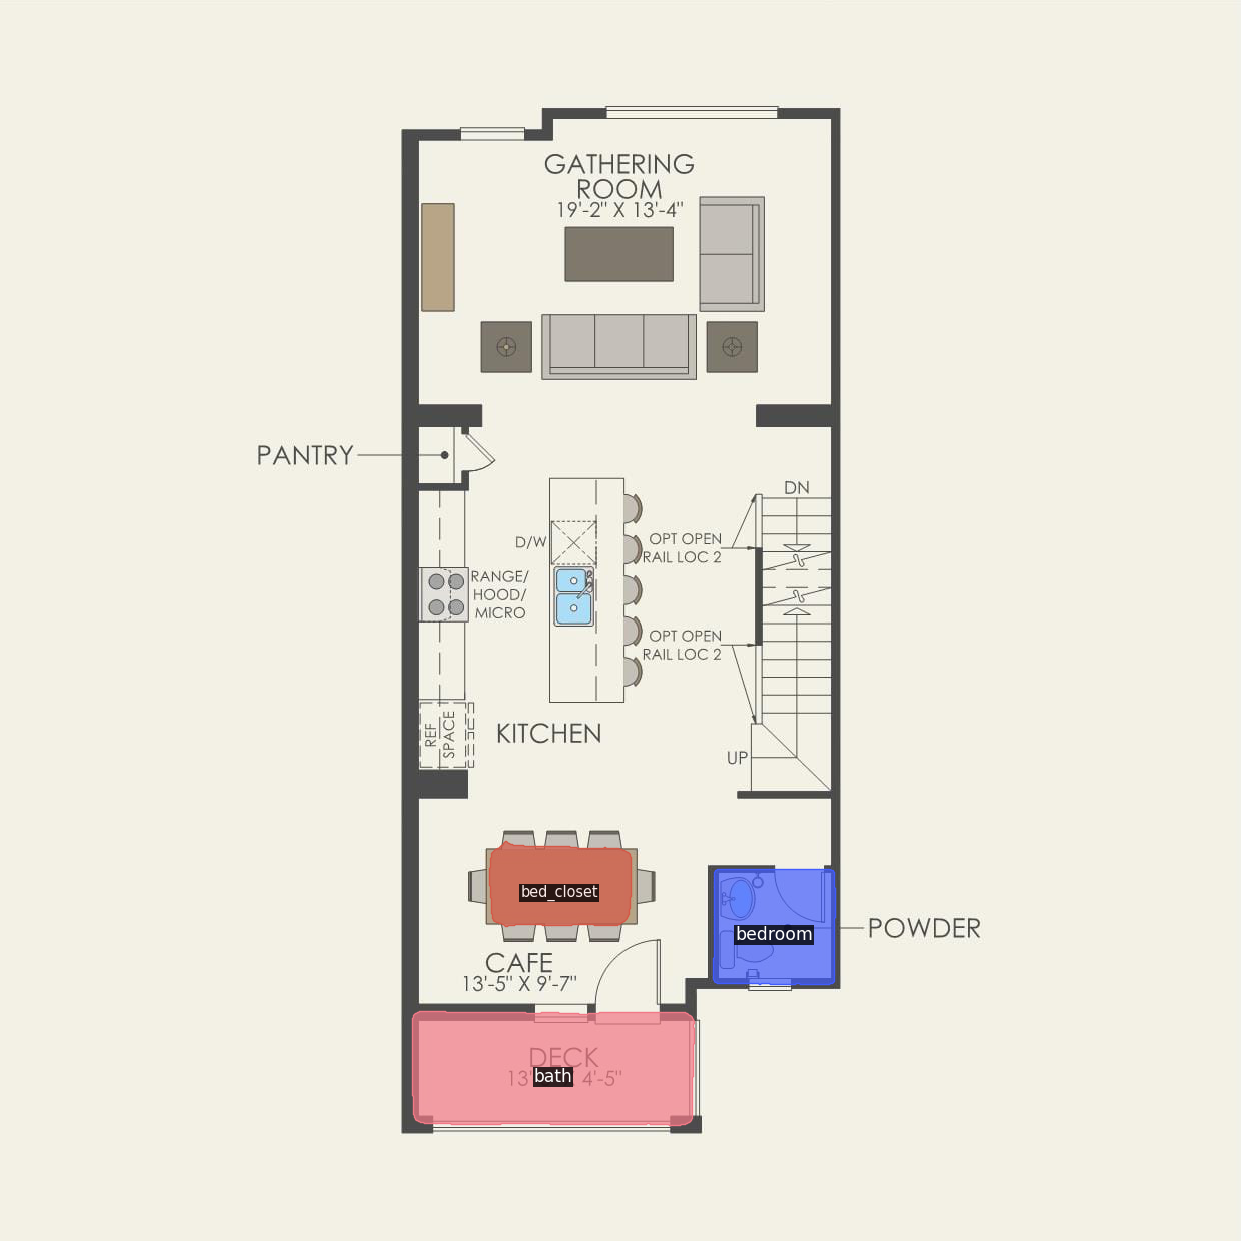 GATHERING
ROOM
19'-2" X 13'-4"
PANTRY
DN
D/W
OPT OPEN
RAIL LOC 2
RANGE/
HOOD/
MICRO
OPT OPEN
RAIL LOC 2
REF
SPACE
KITCHEN
UP
bed_closet
bedroom
POWDER
CAFE
13'-5" X 9'-7"
DECK
13' 4'-5"
bath